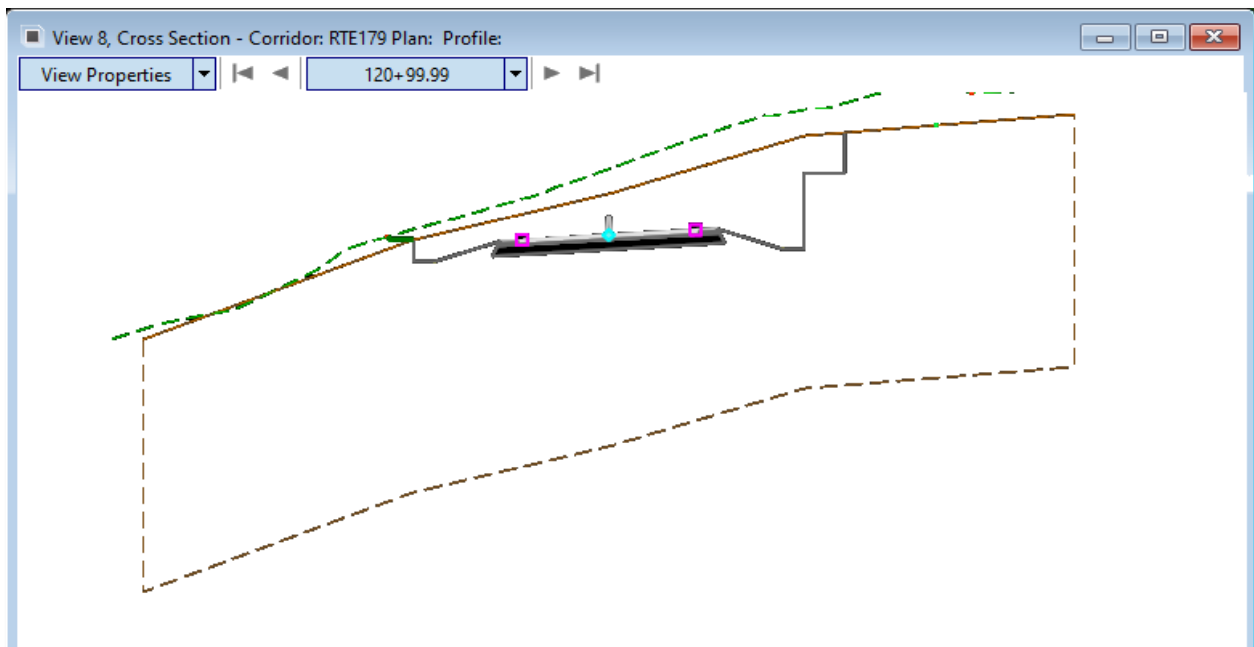 View 8, Cross Section - Corridor: RTE179 Plan: Profile:
View Properties 120+99.99